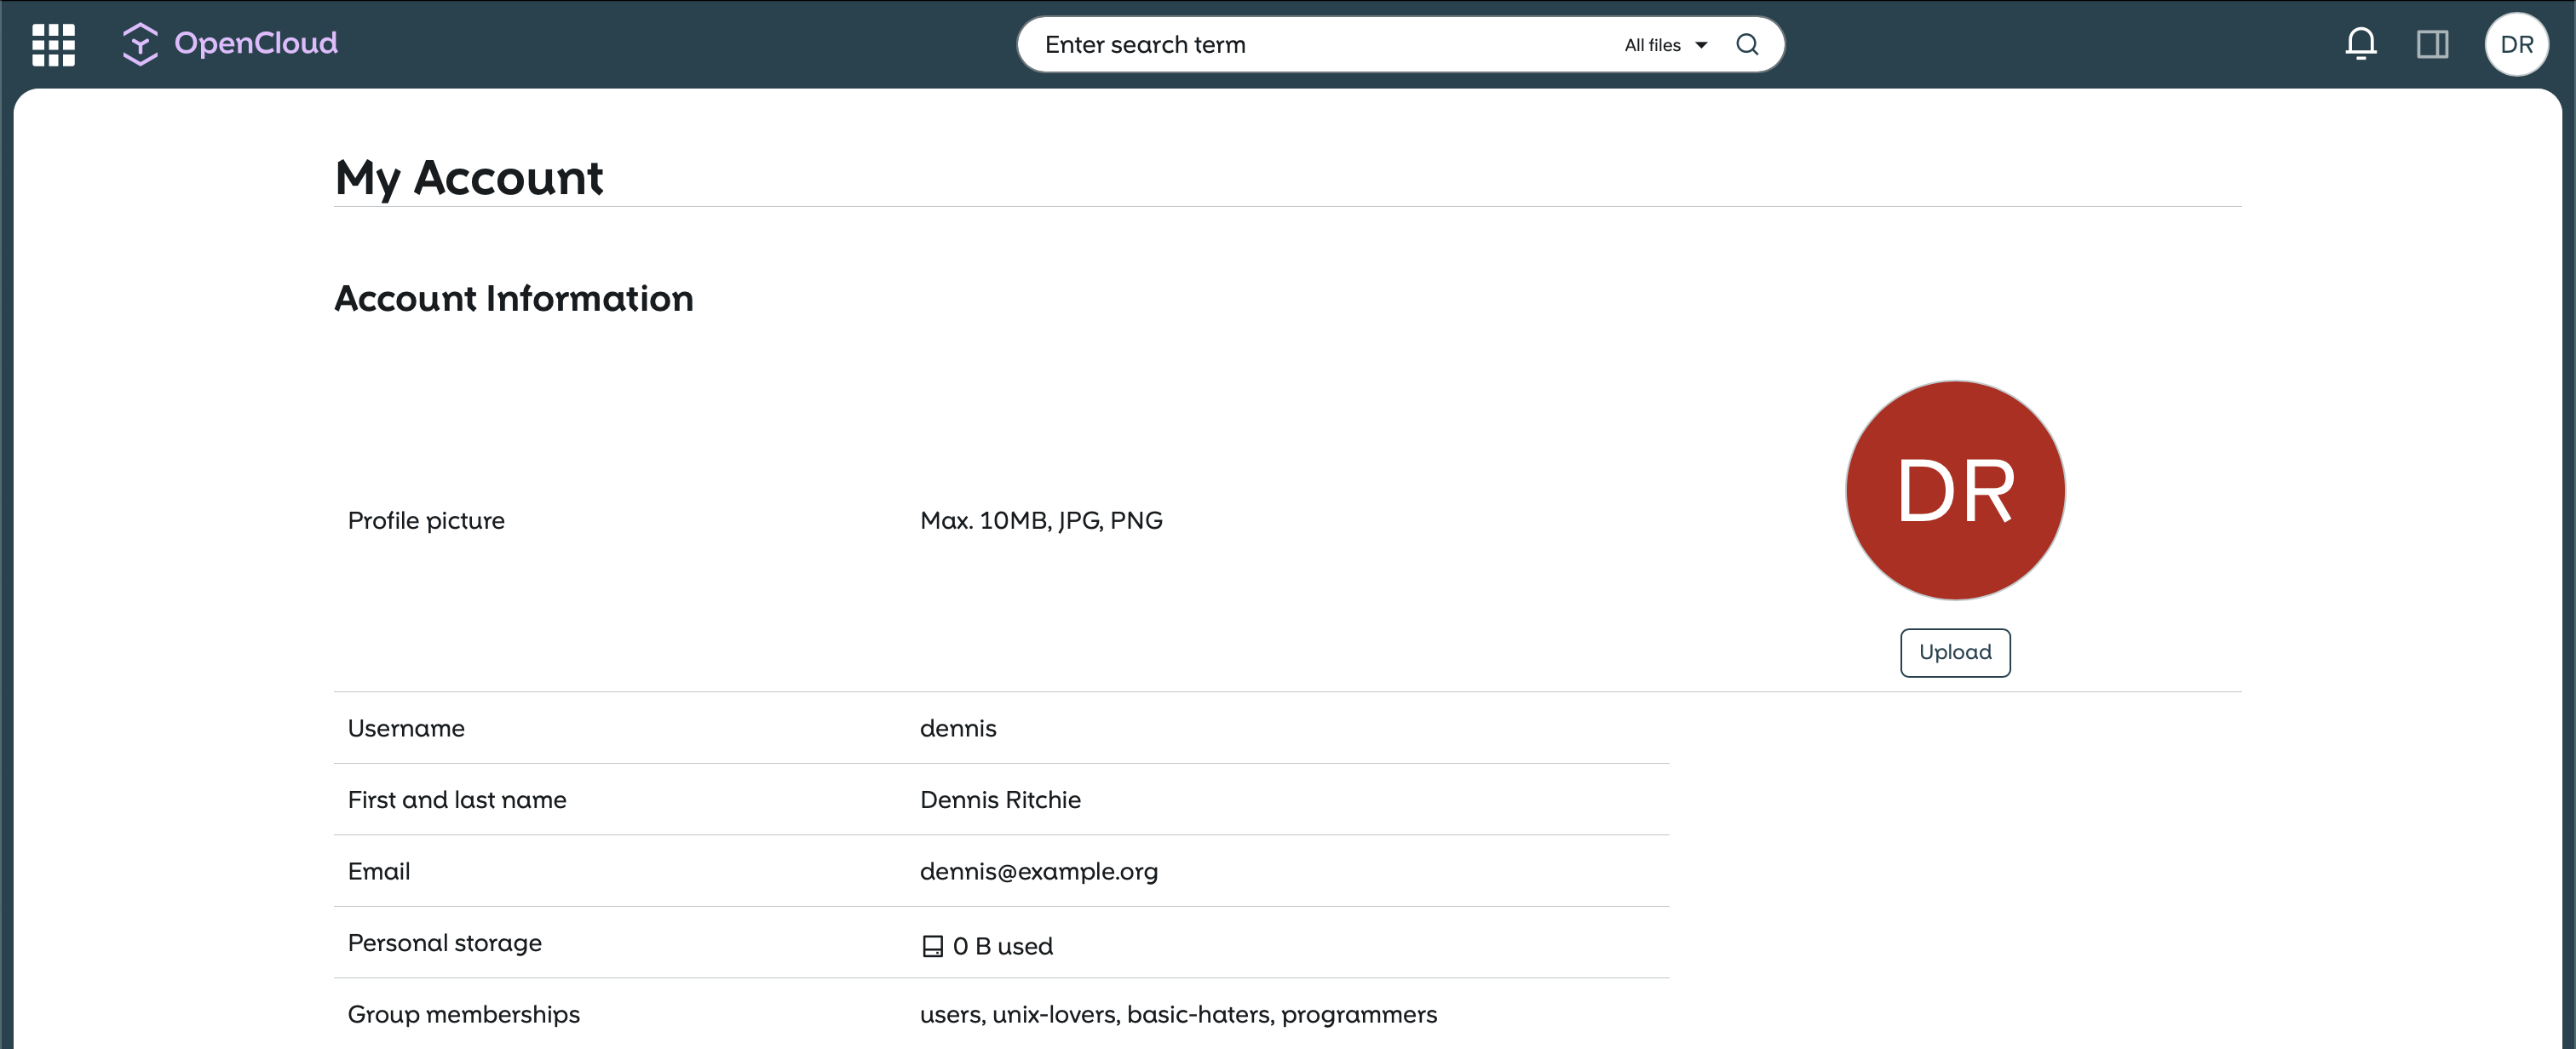 OpenCloud
Enter search term All files
DR
My Account
Account Information
Profile picture Max. 10MB, JPG, PNG
DR
Upload
Username dennis
First and last name Dennis Ritchie
Email dennis@example.org
Personal storage 0 B used
Group memberships users, unix-lovers, basic-haters, programmers